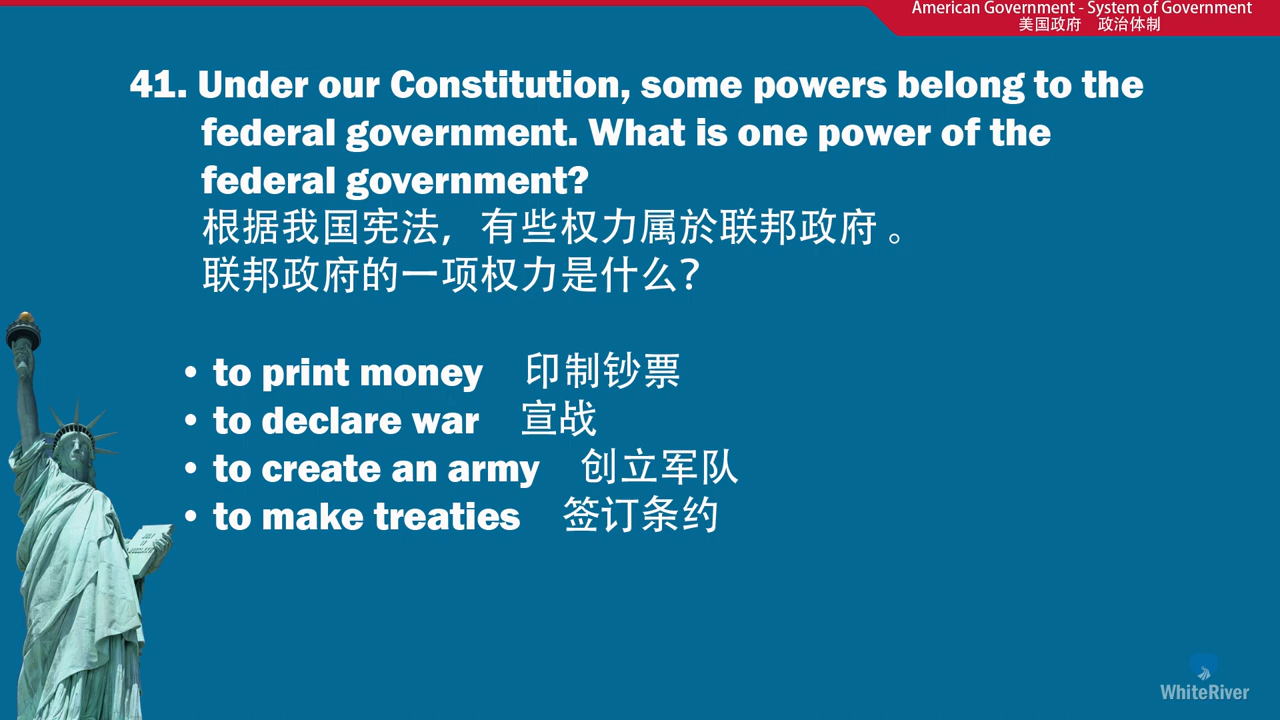 American Government - System of Government
美国政府 政治体制
41. Under our Constitution, some powers belong to the
federal government. What is one power of the
federal government?
根据我国宪法，有些权力属於联邦政府。
联邦政府的一项权力是什么？
• to print money 印制钞票
• to declare war 宣战
• to create an army 创立军队
• to make treaties 签订条约
WhiteRiver